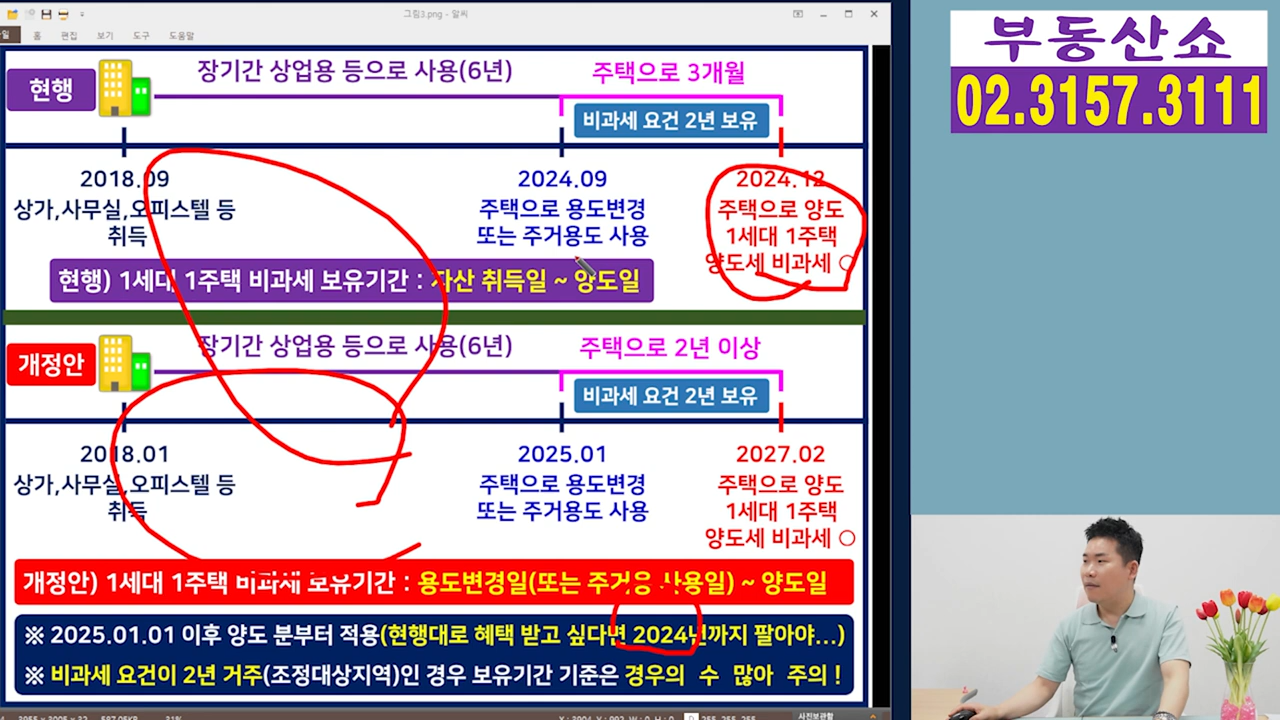 그림3.png - 알씨
홈 편집 보기 도구 도움말
부동산쇼
02.3157.3111
현행
장기간 상업용 등으로 사용(6년)
주택으로 3개월
비과세 요건 2년 보유
2018.09
상가,사무실,오피스텔 등
취득
2024.09
주택으로 용도변경
또는 주거용도 사용
2024.12
주택으로 양도
1세대 1주택
양도세 비과세 ○
현행) 1세대 1주택 비과세 보유기간 : 자산 취득일 ~ 양도일
개정안
장기간 상업용 등으로 사용(6년)
주택으로 2년 이상
비과세 요건 2년 보유
2018.01
상가,사무실,오피스텔 등
취득
2025.01
주택으로 용도변경
또는 주거용도 사용
2027.02
주택으로 양도
1세대 1주택
양도세 비과세 ○
개정안) 1세대 1주택 비과세 보유기간 : 용도변경일(또는 주거용 사용일) ~ 양도일
※ 2025.01.01 이후 양도 분부터 적용(현행대로 혜택 받고 싶다면 2024년까지 팔아야...)
※ 비과세 요건이 2년 거주(조정대상지역)인 경우 보유기간 기준은 경우의 수 많아 주의 !